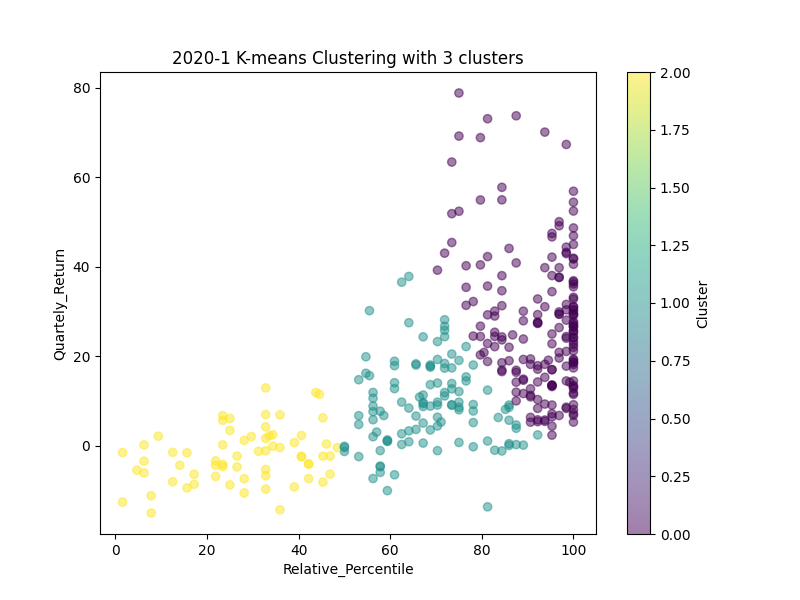 2020-1 K-means Clustering with 3 clusters
80
60
40
20
0
Quartely_Return
0 20 40 60 80 100
Relative_Percentile
2.00
1.75
1.50
1.25
1.00
0.75
0.50
0.25
0.00
Cluster